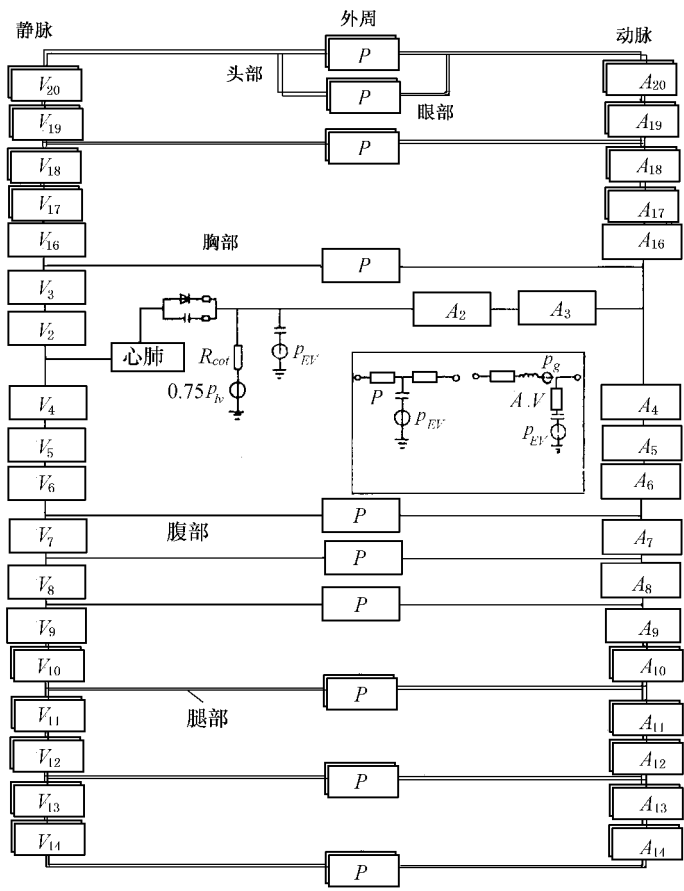 静脉
外周
动脉
P
头部
V20
P
眼部
A20
V19
A19
P
V18
A18
V17
A17
V16
胸部
A16
P
V3
A2
A3
V2
心肺
Rcot
pEV
0.75plv
P
pEV
pg
A.V
pEV
V4
A4
V5
A5
V6
A6
P
V7
腹部
A7
P
V8
A8
P
V9
A9
V10
A10
P
V11
腿部
A11
V12
A12
P
V13
A13
V14
A14
P